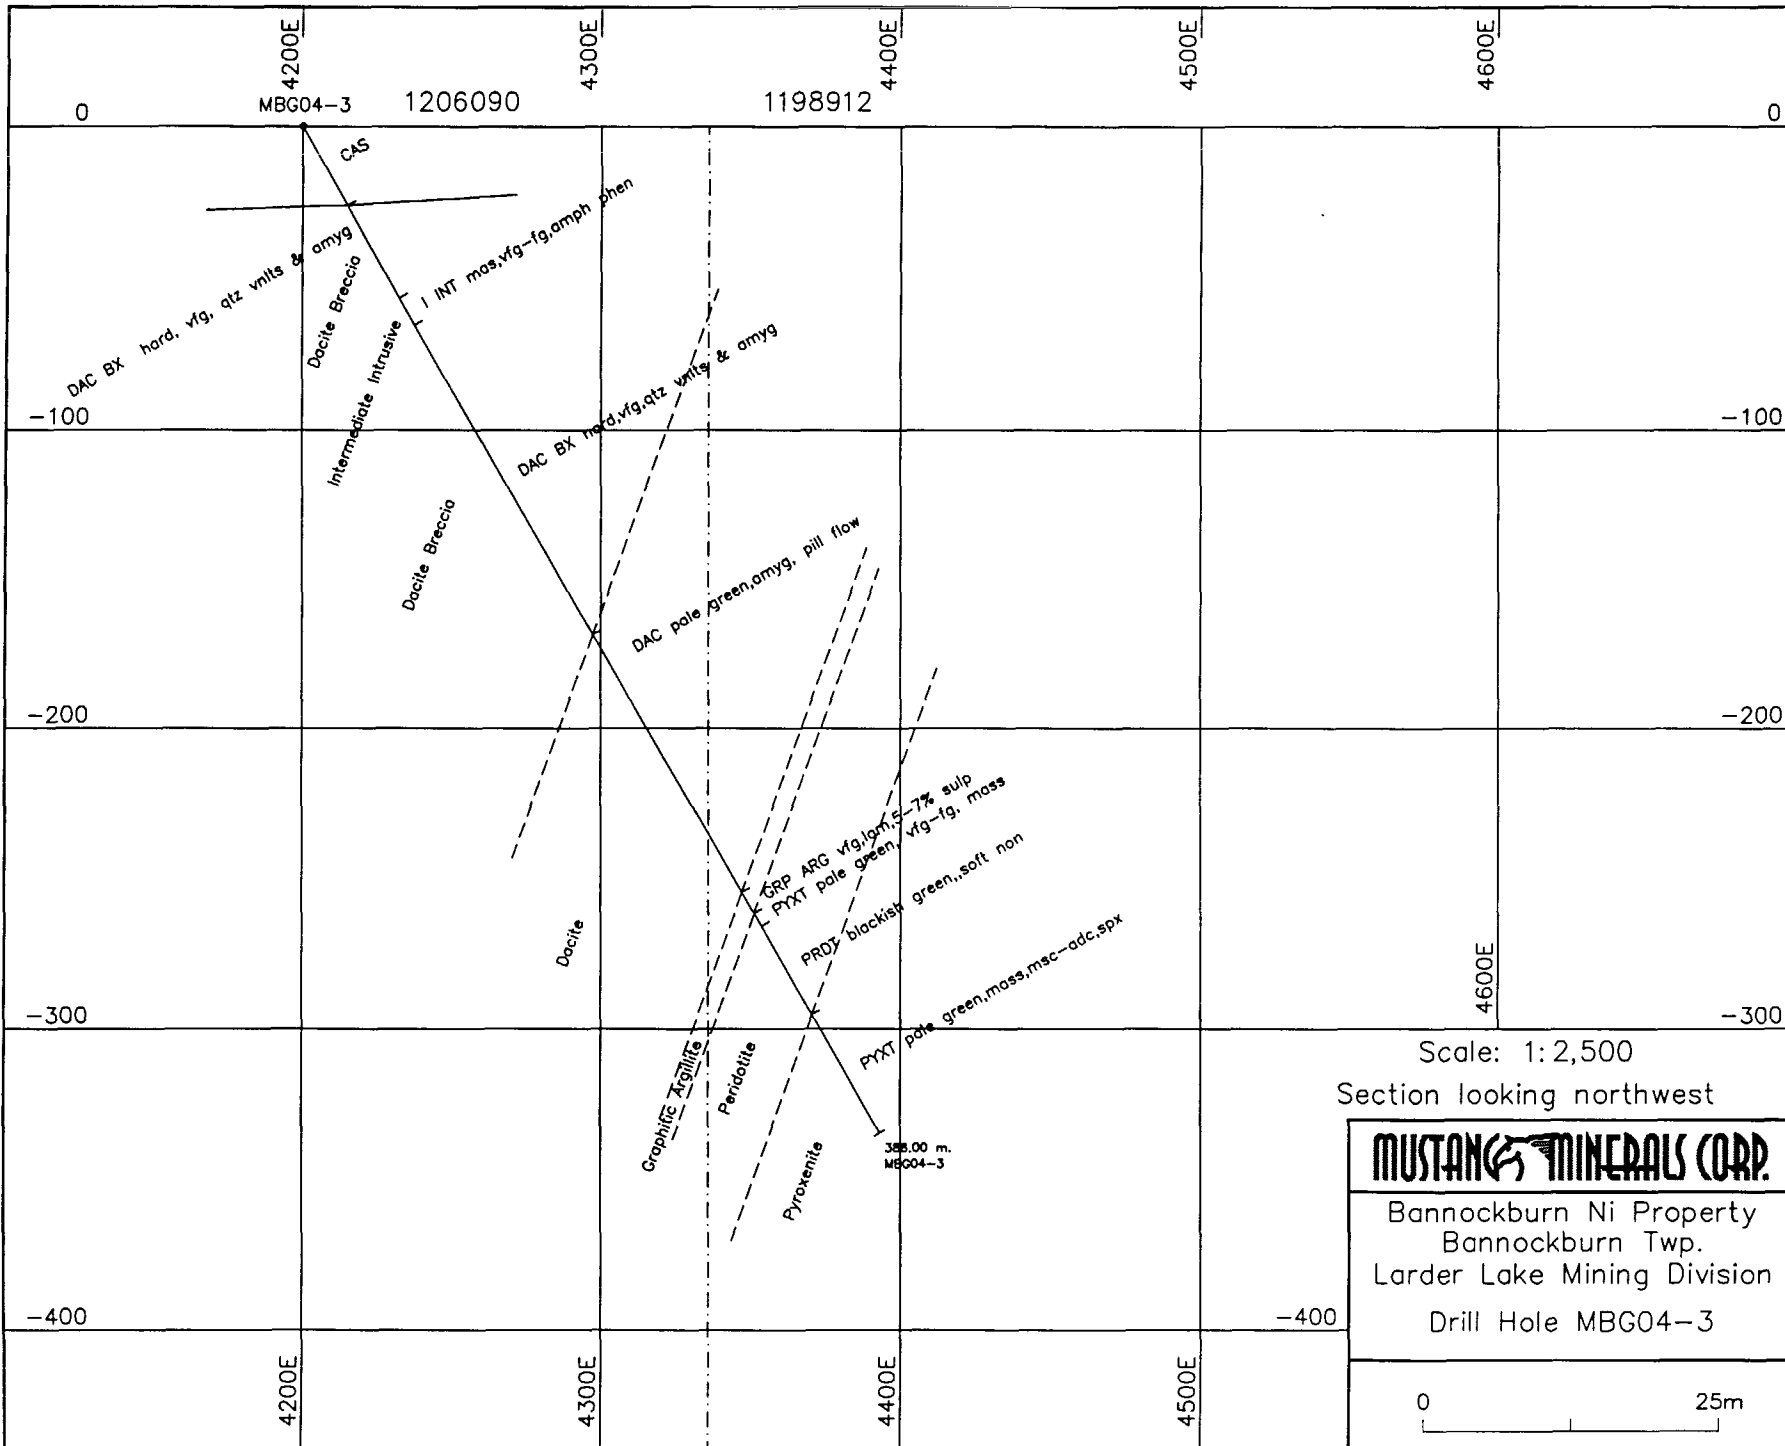 4200E
4300E
4400E
4500E
4600E
MBG04-3
1206090
1198912
0
0
CAS
I INT mas,vfg-fg,amph phen
DAC BX hard, vfg, qtz vnlts & amyg
Dacite Breccia
Intermediate Intrusive
DAC BX hard,vfg,qtz vnlts & amyg
-100
-100
Dacite Breccia
DAC pale green,amyg, pill flow
-200
-200
GRP ARG vfg,lam,5-7% sulp
PYXT pale green, vfg-fg, mass
PRDT blackish green,,soft non
PYXT pale green,mass,msc-adc,spx
Dacite
4600E
-300
-300
Graphitic Argillite
Peridotite
Pyroxenite
m.
MBG04-3
Scale: 1:2,500
Section looking northwest
MUSTANG MINERALS CORP.
Bannockburn Ni Property
Bannockburn Twp.
Larder Lake Mining Division
Drill Hole MBG04-3
-400
-400
0
25m
4200E
4300E
4400E
4500E